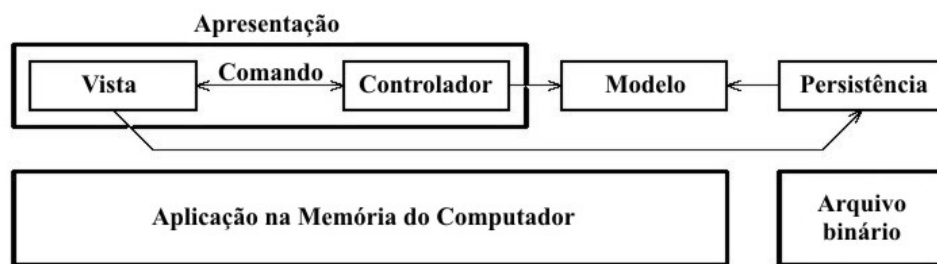 Apresentação
Vista
Comando
Controlador
Modelo
Persistência
Aplicação na Memória do Computador
Arquivo
binário